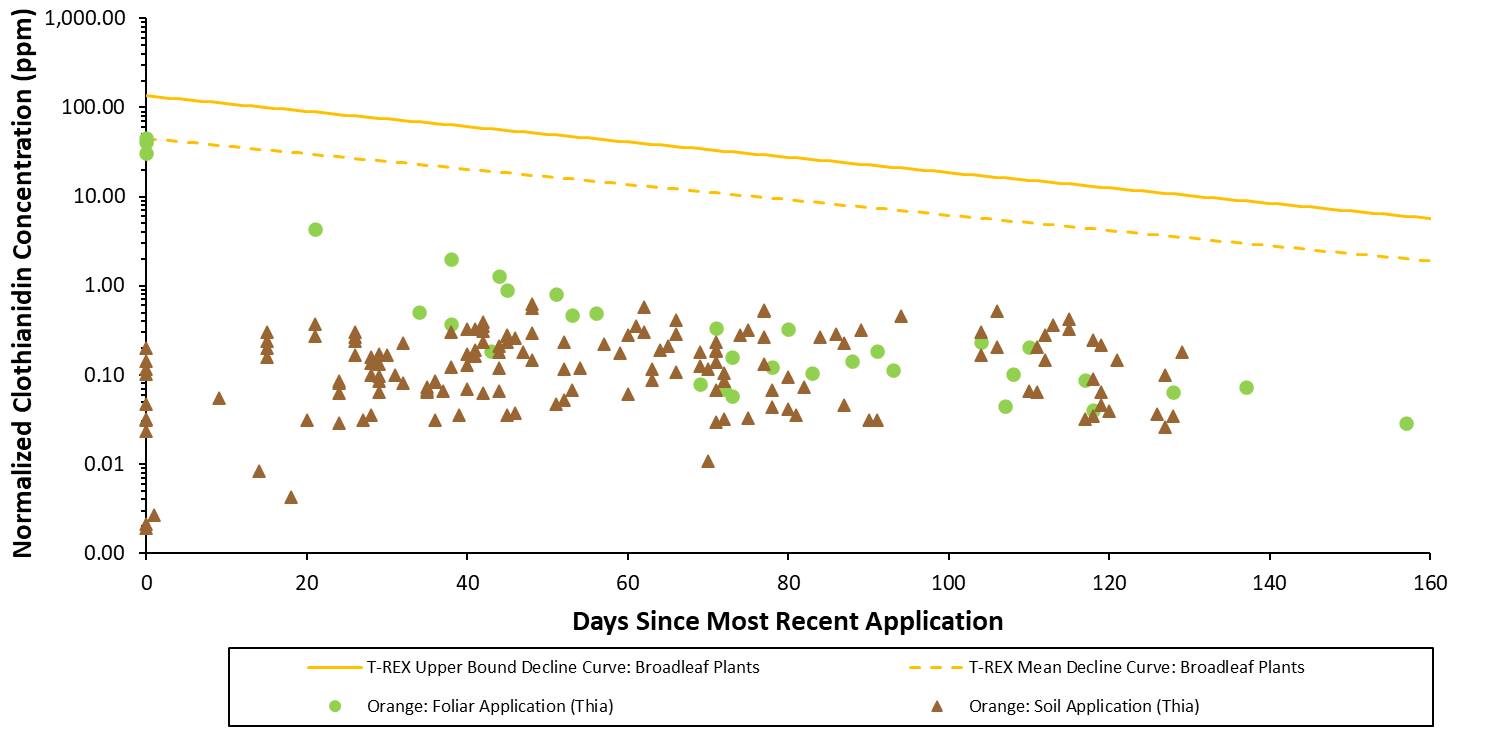 1,000.00
100.00
10.00
1.00
0.10
0.01
0.00
Normalized Clothianidin Concentration (ppm)
0 20 40 60 80 100 120 140 160
Days Since Most Recent Application
T-REX Upper Bound Decline Curve: Broadleaf Plants
T-REX Mean Decline Curve: Broadleaf Plants
Orange: Foliar Application (Thia)
Orange: Soil Application (Thia)